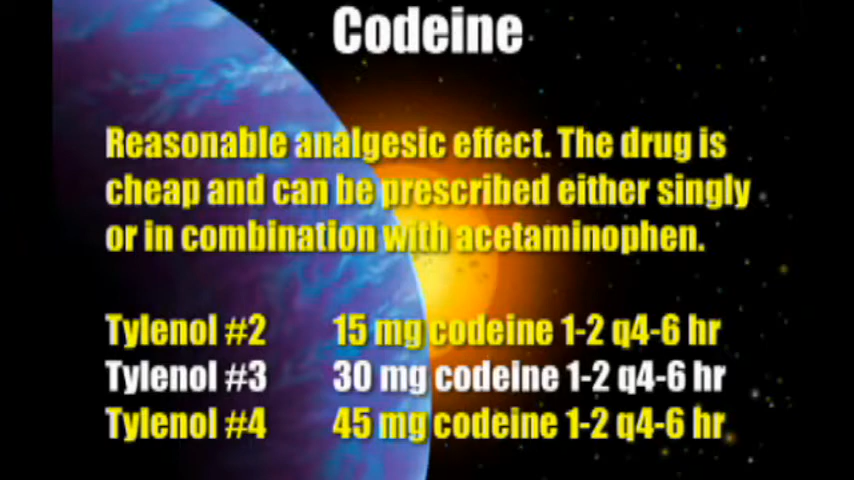 Codeine
Reasonable analgesic effect. The drug is
cheap and can be prescribed either singly
or in combination with acetaminophen.
Tylenol #2 15 mg codeine 1-2 q4-6 hr
Tylenol #3 30 mg codeine 1-2 q4-6 hr
Tylenol #4 45 mg codeine 1-2 q4-6 hr